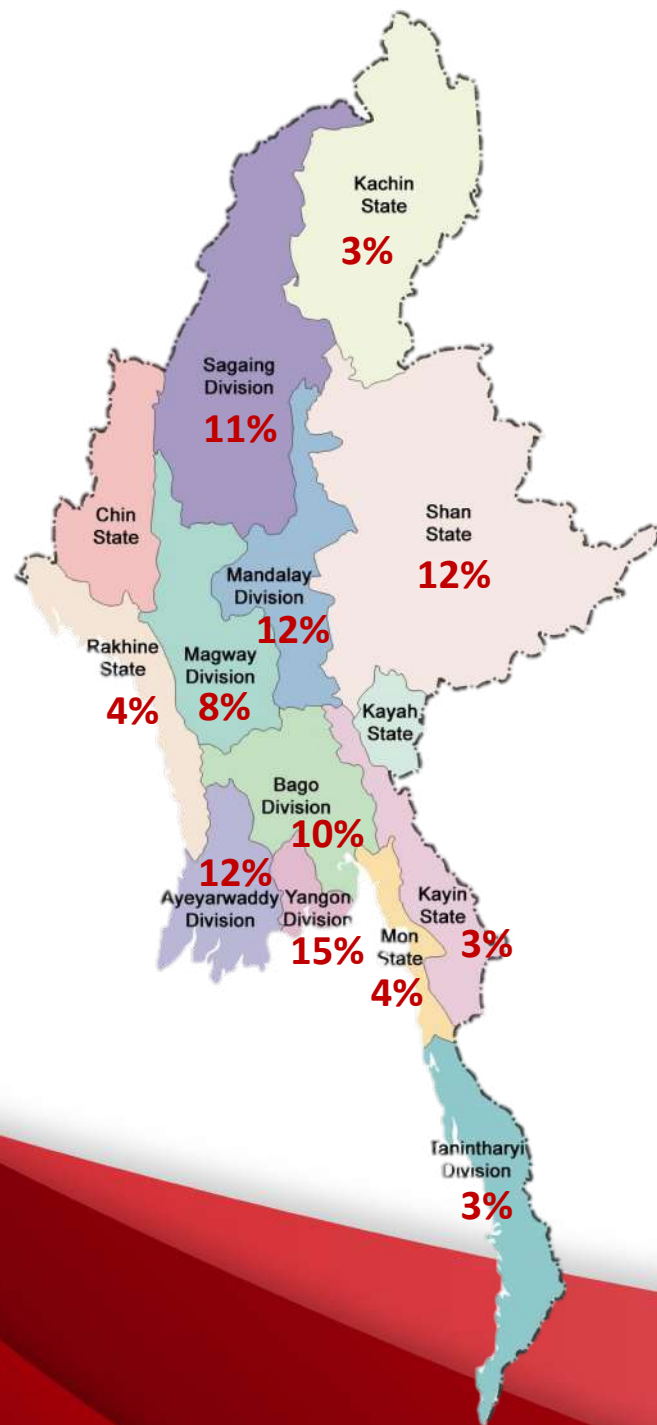 Kachin
State
3%
Sagaing
Division
11%
Chin
State
Shan
State
12%
Mandalay
Division
12%
Rakhine
State
4%
Magway
Division
8%
Kayah
State
Bago
Division
10%
12%
Ayeyarwaddy
Division
Yangon
Division
15%
Kayin
State
3%
Mon
State
4%
Tanintharyi
Division
3%